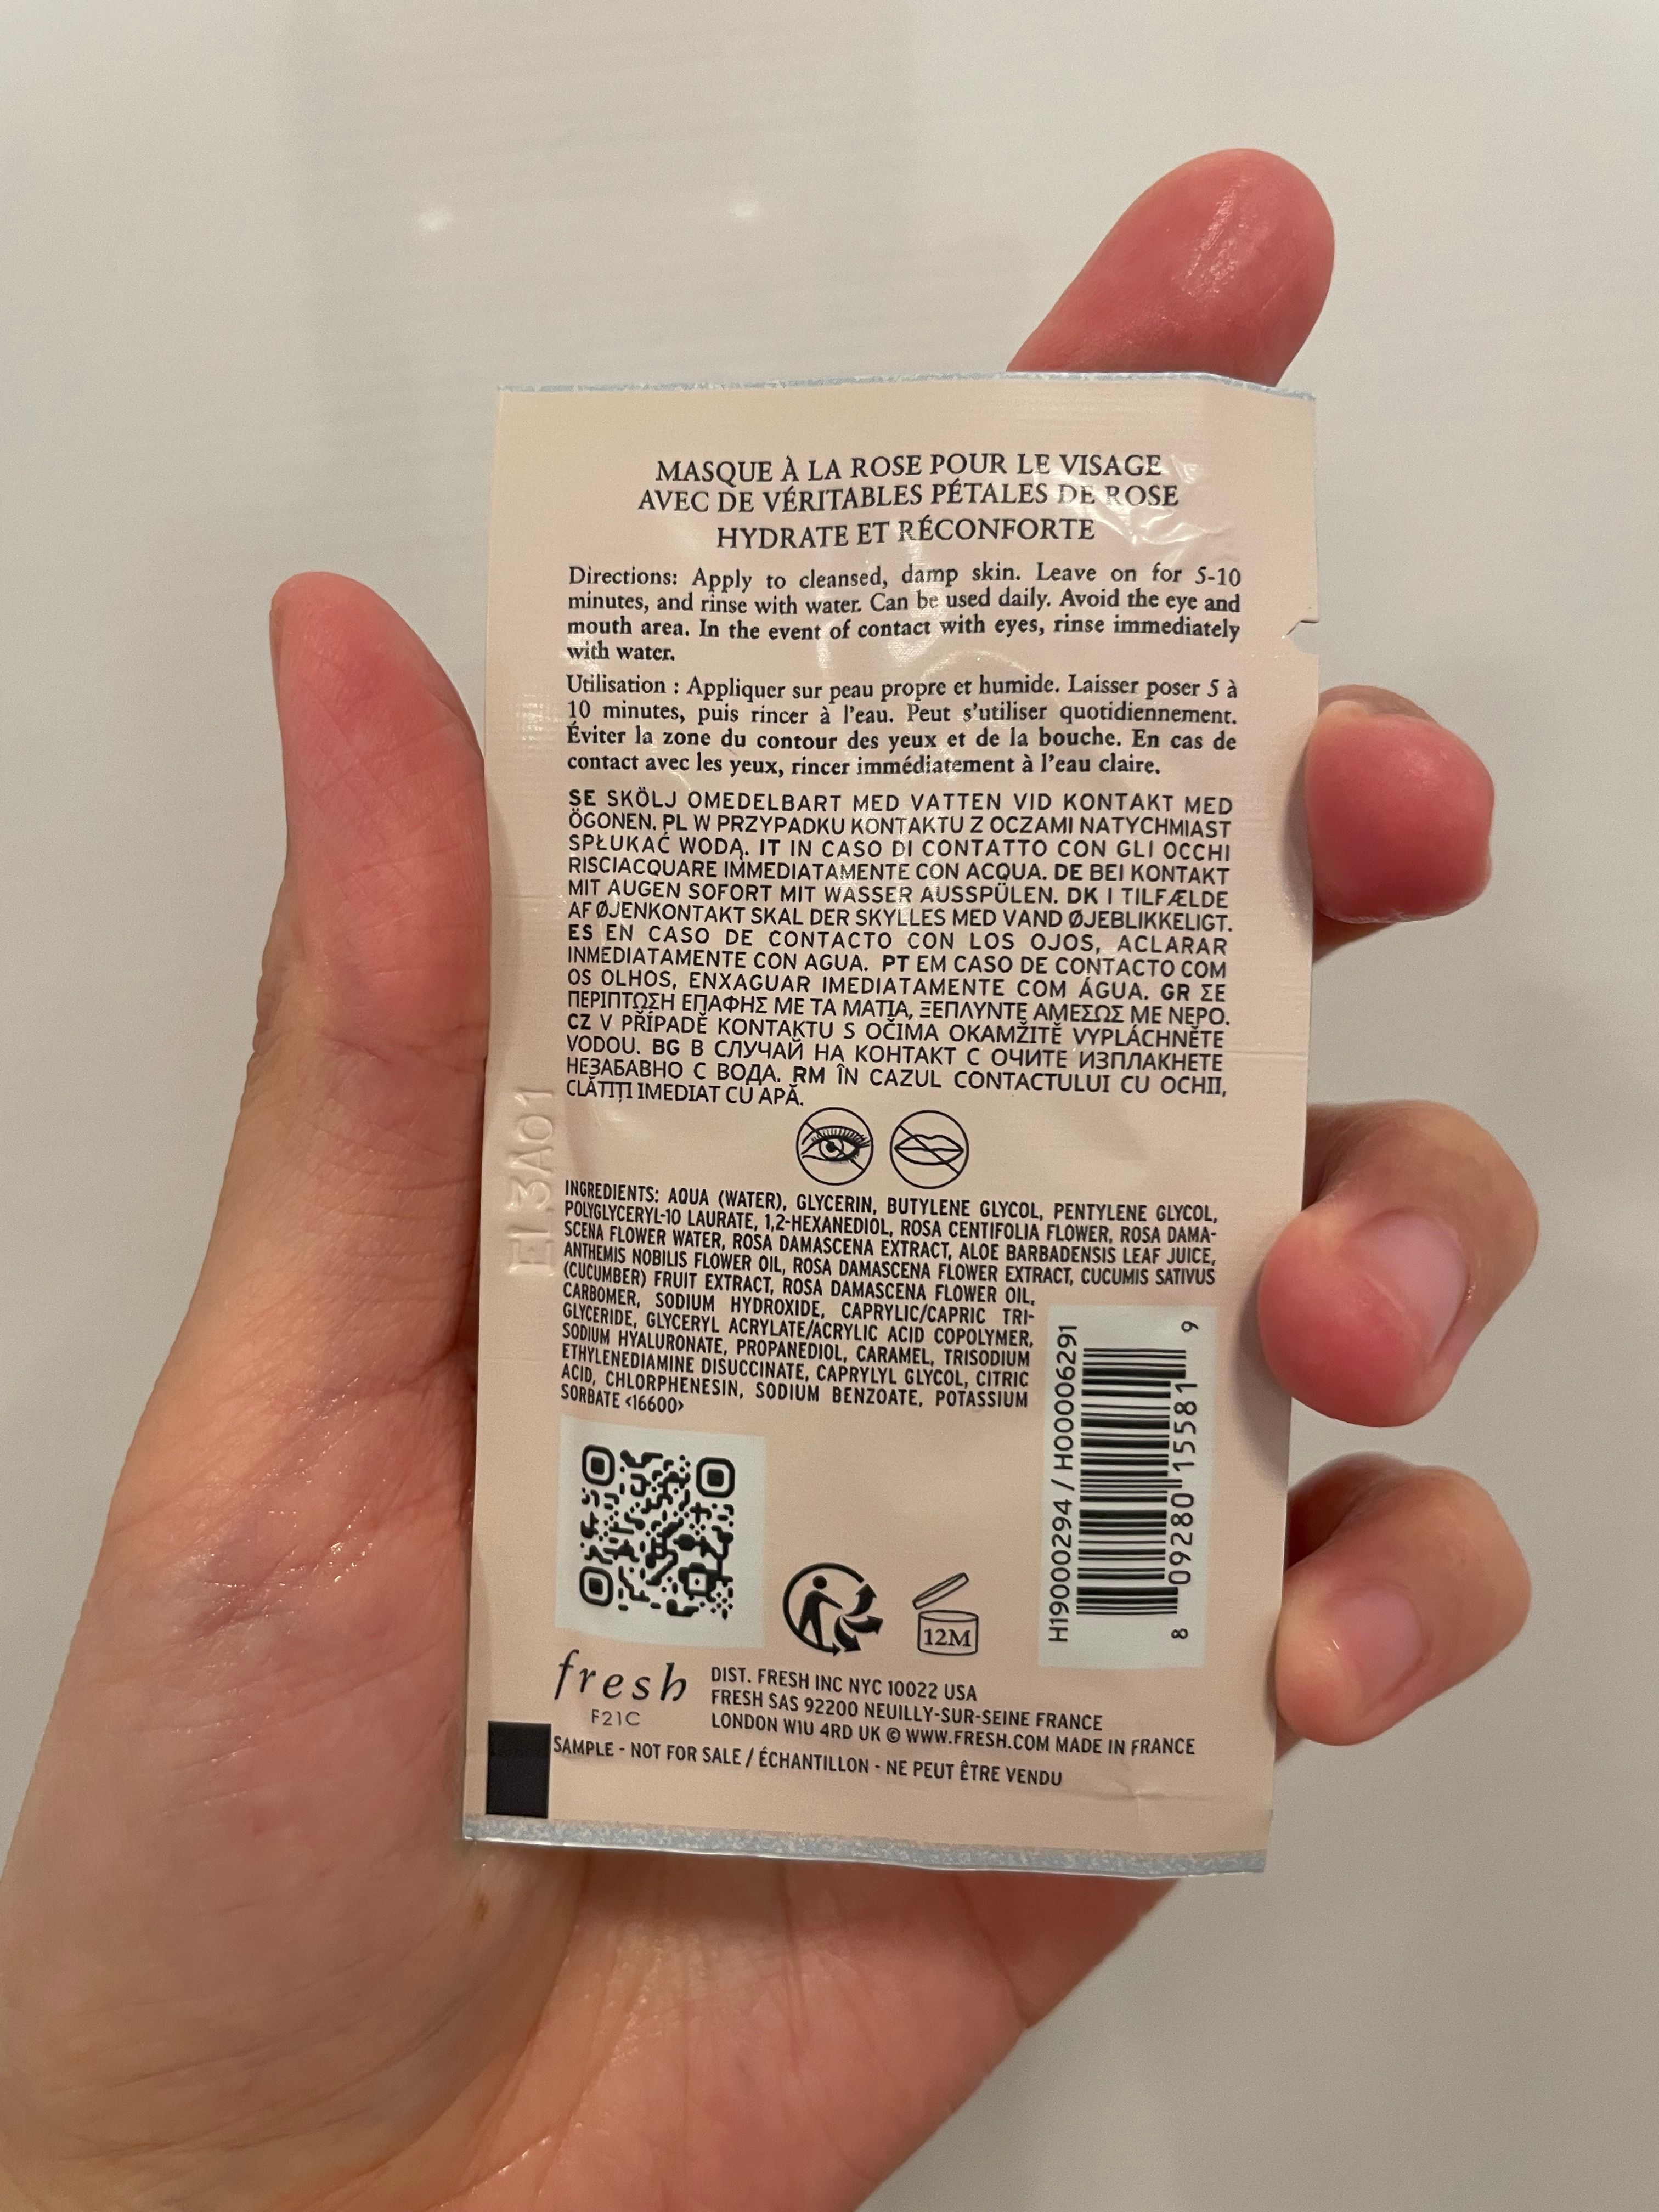 MASQUE À LA ROSE POUR LE VISAGE
AVEC DE VÉRITABLES PÉTALES DE ROSE
HYDRATE ET RÉCONFORTE
Directions: Apply to cleansed, damp skin. Leave on for 5-10
minutes, and rinse with water. Can be used daily. Avoid the eye and
mouth area. In the event of contact with eyes, rinse immediately
with water.
Utilisation : Appliquer sur peau propre et humide. Laisser poser 5 à
10 minutes, puis rincer à l'eau. Peut s'utiliser quotidiennement.
Éviter la zone du contour des yeux et de la bouche. En cas de
contact avec les yeux, rincer immédiatement à l'eau claire.
SE SKÖLJ OMEDELBART MED VATTEN VID KONTAKT MED
ÖGONEN. PL W PRZYPADKU KONTAKTU Z OCZAMI NATYCHMIAST
SPŁUKAĆ WODĄ. IT IN CASO DI CONTATTO CON GLI OCCHI
RISCIACQUARE IMMEDIATAMENTE CON ACQUA. DE BEI KONTAKT
MIT AUGEN SOFORT MIT WASSER AUSSPÜLEN. DK I TILFÆLDE
AF ØJENKONTAKT SKAL DER SKYLLES MED VAND ØJEBLIKKELIGT.
ES EN CASO DE CONTACTO CON LOS OJOS, ACLARAR
INMEDIATAMENTE CON AGUA. PT EM CASO DE CONTACTO COM
OS OLHOS, ENXAGUAR IMEDIATAMENTE COM ÁGUA. GR ΣΕ
ΠΕΡΙΠΤΩΣΗ ΕΠΑΦΗΣ ΜΕ ΤΑ ΜΑΤΙΑ, ΞΕΠΛΥΝΤΕ ΑΜΕΣΩΣ ΜΕ ΝΕΡΟ.
CZ V PŘÍPADĚ KONTAKTU S OČIMA OKAMŽITĚ VYPLÁCHNĚTE
VODOU. BG В СЛУЧАЙ НА КОНТАКТ С ОЧИТЕ ИЗПЛАКНЕТЕ
НЕЗАБАВНО С ВОДА. RM ÎN CAZUL CONTACTULUI CU OCHII,
CLĂTIȚI IMEDIAT CU APĂ.
EL3A01
INGREDIENTS: AQUA (WATER), GLYCERIN, BUTYLENE GLYCOL, PENTYLENE GLYCOL,
POLYGLYCERYL-10 LAURATE, 1,2-HEXANEDIOL, ROSA CENTIFOLIA FLOWER, ROSA DAMA-
SCENA FLOWER WATER, ROSA DAMASCENA EXTRACT, ALOE BARBADENSIS LEAF JUICE,
ANTHEMIS NOBILIS FLOWER OIL, ROSA DAMASCENA FLOWER EXTRACT, CUCUMIS SATIVUS
(CUCUMBER) FRUIT EXTRACT, ROSA DAMASCENA FLOWER OIL,
CARBOMER, SODIUM HYDROXIDE, CAPRYLIC/CAPRIC TRI-
GLYCERIDE, GLYCERYL ACRYLATE/ACRYLIC ACID COPOLYMER,
SODIUM HYALURONATE, PROPANEDIOL, CARAMEL, TRISODIUM
ETHYLENEDIAMINE DISUCCINATE, CAPRYLYL GLYCOL, CITRIC
ACID, CHLORPHENESIN, SODIUM BENZOATE, POTASSIUM
SORBATE <16600>
H19000294 / H00006291
8 09280 15581 9
12M
fresh
F21C
DIST. FRESH INC NYC 10022 USA
FRESH SAS 92200 NEUILLY-SUR-SEINE FRANCE
LONDON W1U 4RD UK © WWW.FRESH.COM MADE IN FRANCE
SAMPLE - NOT FOR SALE / ÉCHANTILLON - NE PEUT ÊTRE VENDU